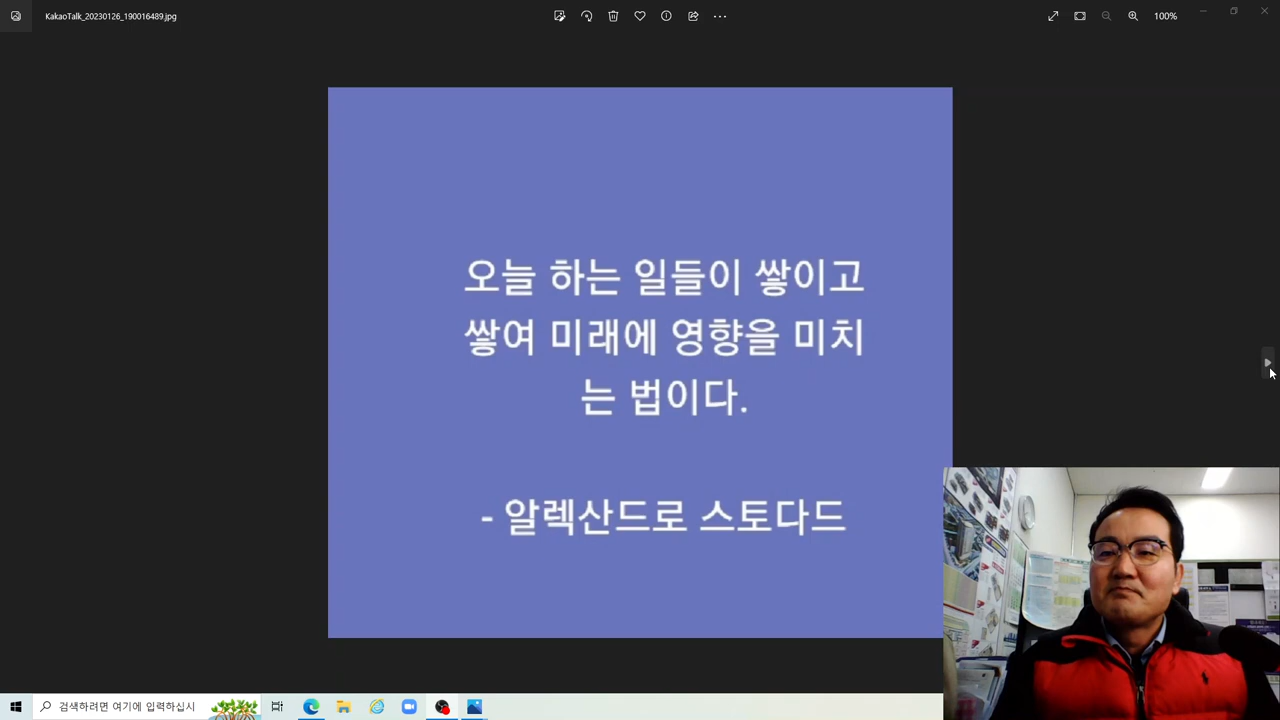 KakaoTalk_20230126_190016489.jpg
100%
오늘 하는 일들이 쌓이고
쌓여 미래에 영향을 미치
는 법이다.
- 알렉산드로 스토다드
검색하려면 여기에 입력하십시